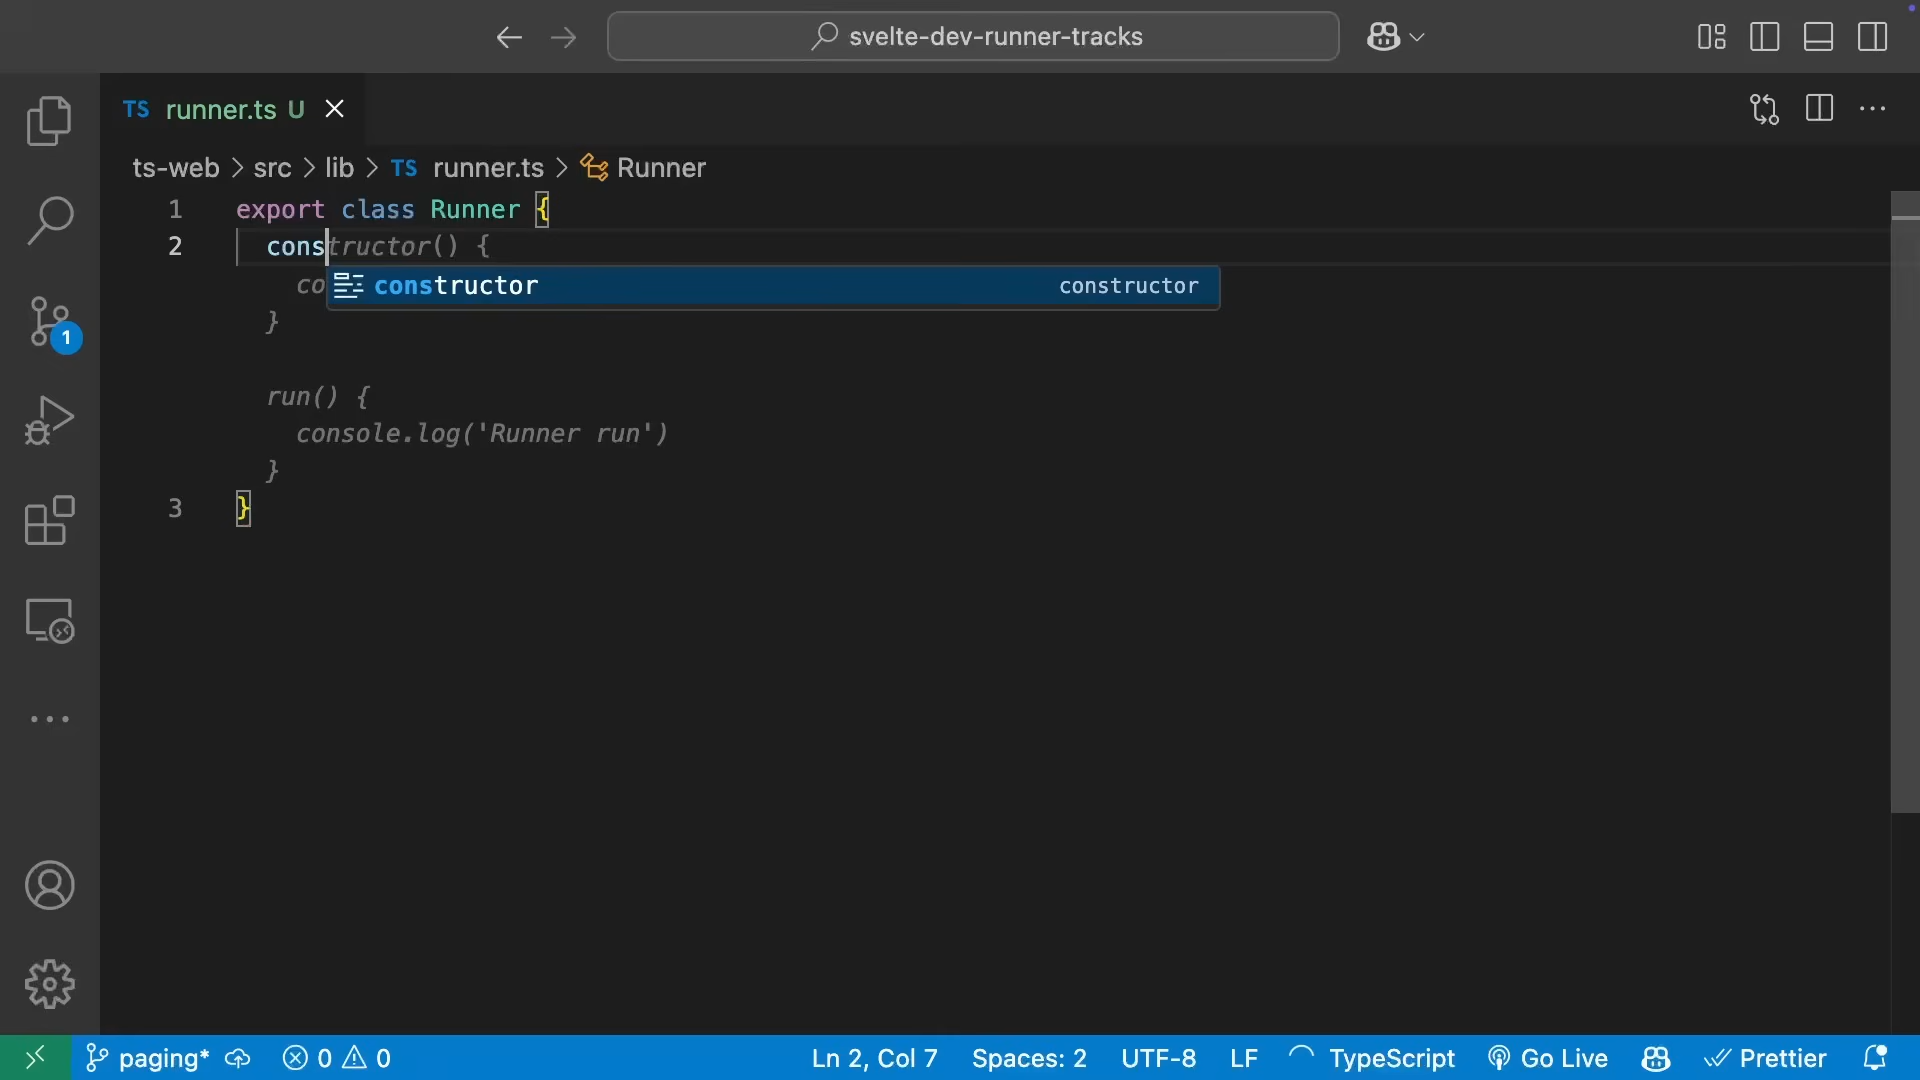 svelte-dev-runner-tracks
TS runner.ts U
ts-web > src > lib > TS runner.ts > Runner
1 export class Runner {
2 constructor() {
co
constructor constructor
}
run() {
console.log('Runner run')
}
3 }
1
paging* 0 0 Ln 2, Col 7 Spaces: 2 UTF-8 LF TypeScript Go Live Prettier